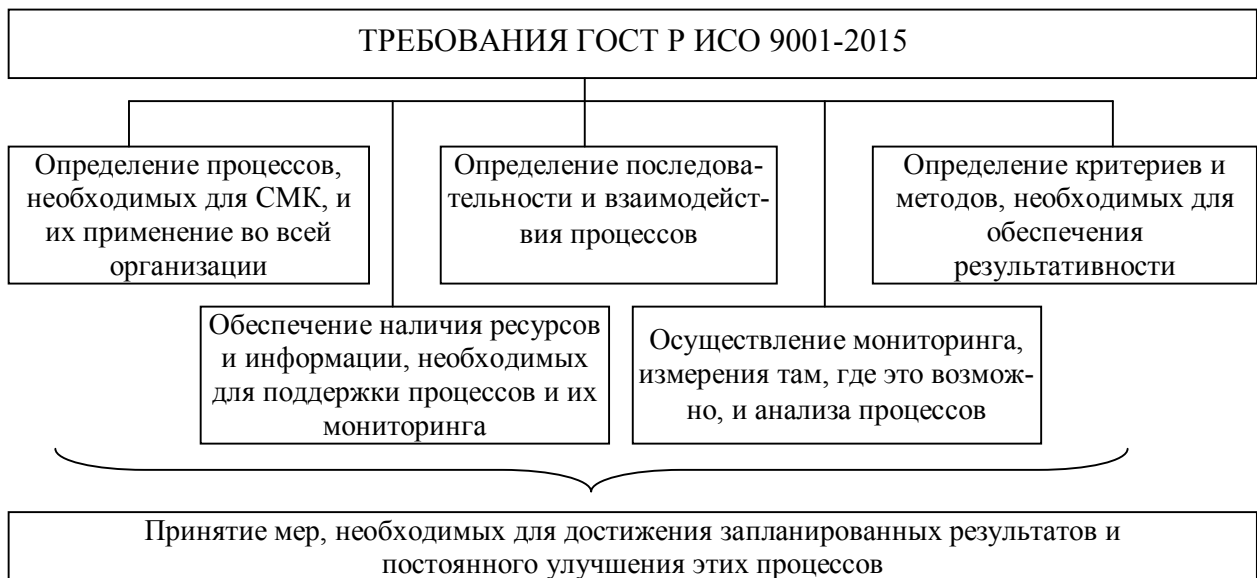 ТРЕБОВАНИЯ ГОСТ Р ИСО 9001-2015
Определение процессов,
необходимых для СМК, и
их применение во всей
организации
Определение последова-
тельности и взаимодейст-
вия процессов
Определение критериев и
методов, необходимых для
обеспечения
результативности
Обеспечение наличия ресурсов
и информации, необходимых
для поддержки процессов и их
мониторинга
Осуществление мониторинга,
измерения там, где это возмож-
но, и анализа процессов
Принятие мер, необходимых для достижения запланированных результатов и
постоянного улучшения этих процессов